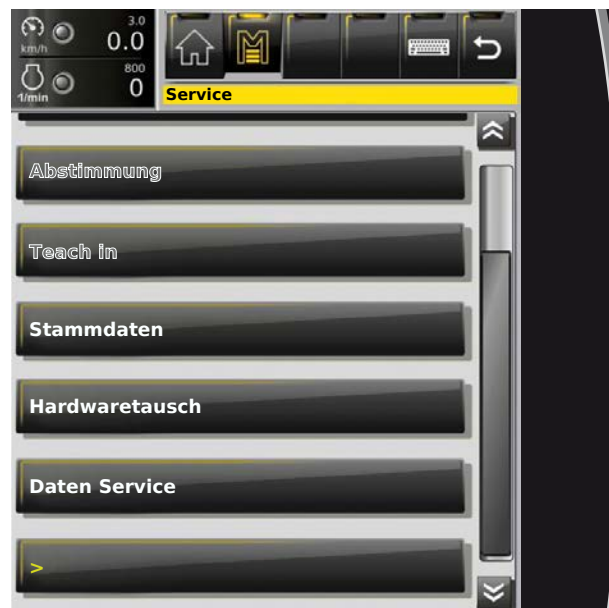 3.0
km/h 0.0
800
1/min 0
Service
Abstimmung
Teach in
Stammdaten
Hardwaretausch
Daten Service
>